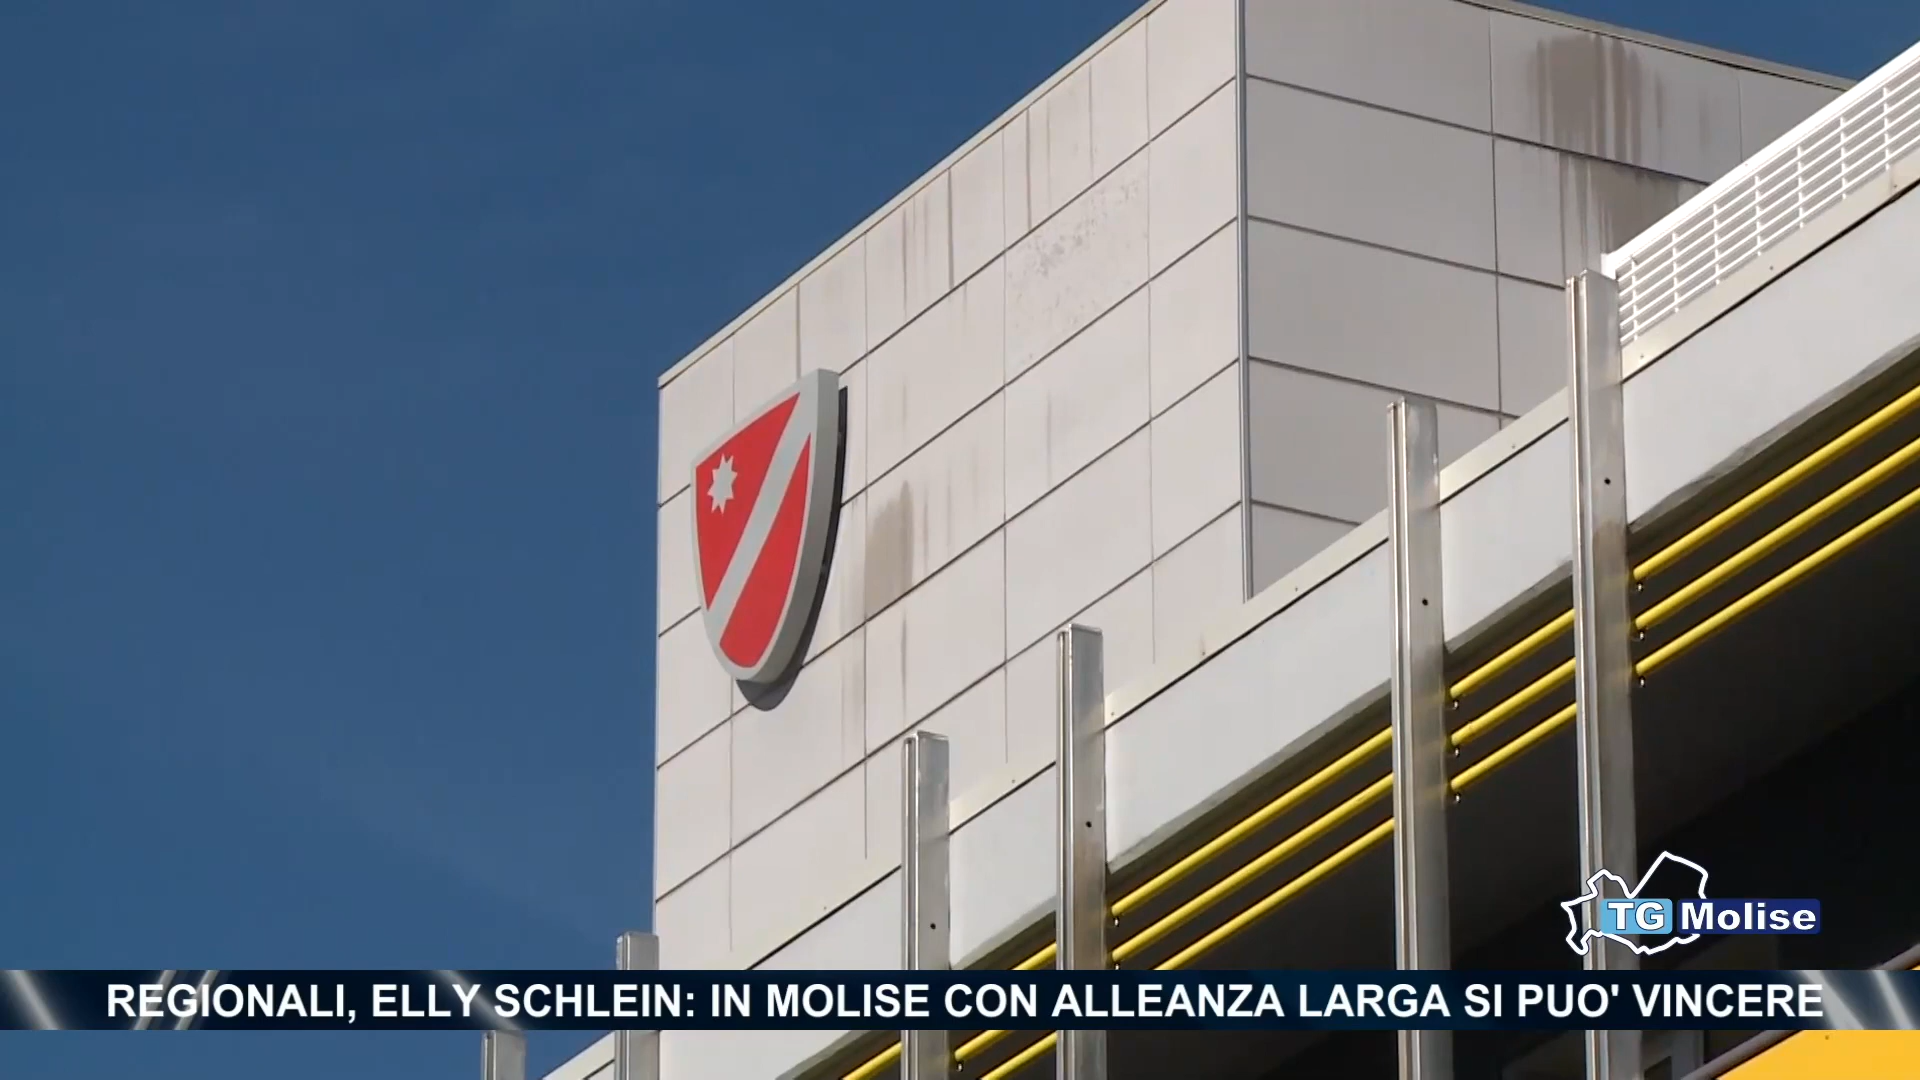 TG Molise
REGIONALI, ELLY SCHLEIN: IN MOLISE CON ALLEANZA LARGA SI PUO' VINCERE